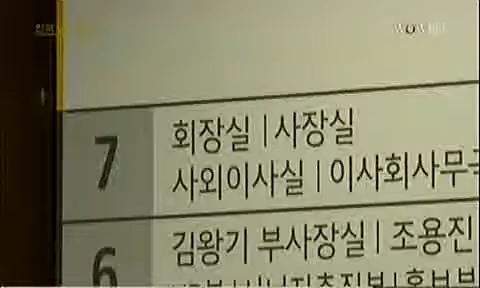 7
회장실 | 사장실
사외이사실 | 이사회사무국
6
김왕기 부사장실 | 조용진